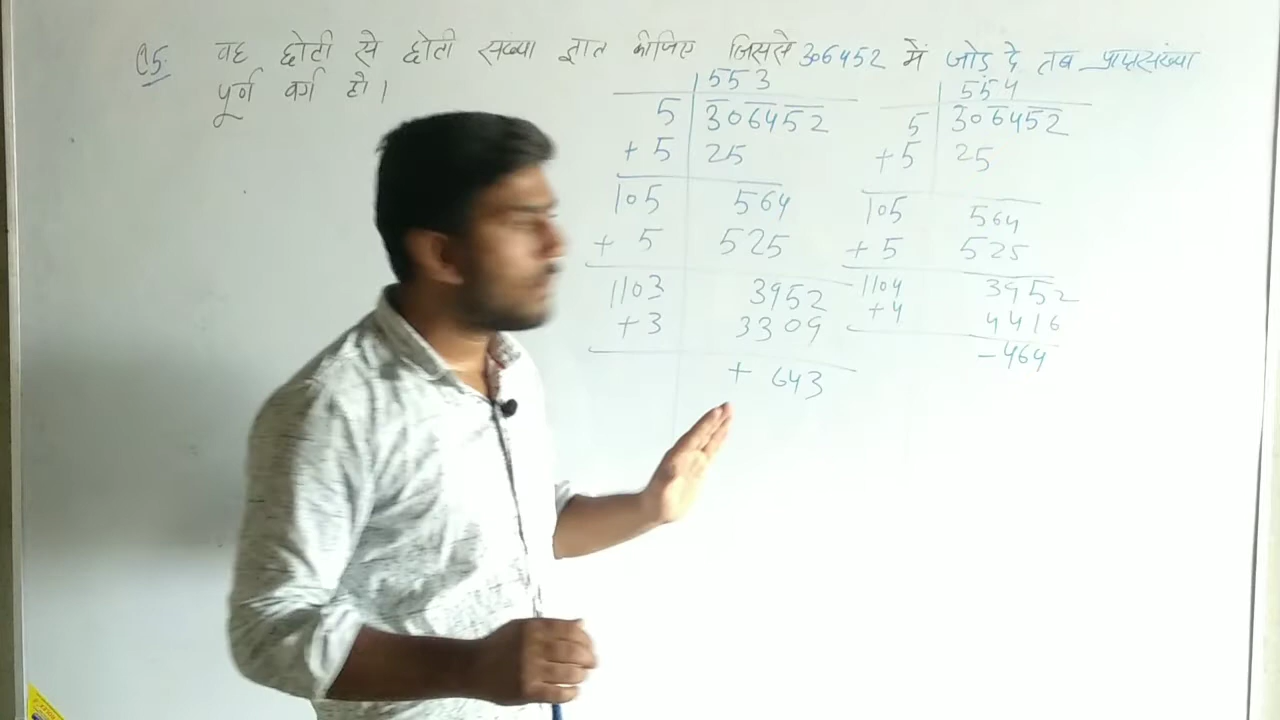 Q5. वह छोटी से छोटी संख्या ज्ञात कीजिए जिससे 306452 में जोड़ दे तब प्राप्त संख्या
पूर्ण वर्ग हो।
553
5 306452
+ 5 25
105 564
+ 5 525
1103 3952
+3 3309
+ 643
554
5 306452
+5 25
105 564
+ 5 525
1104 3952
+4 4416
- 464